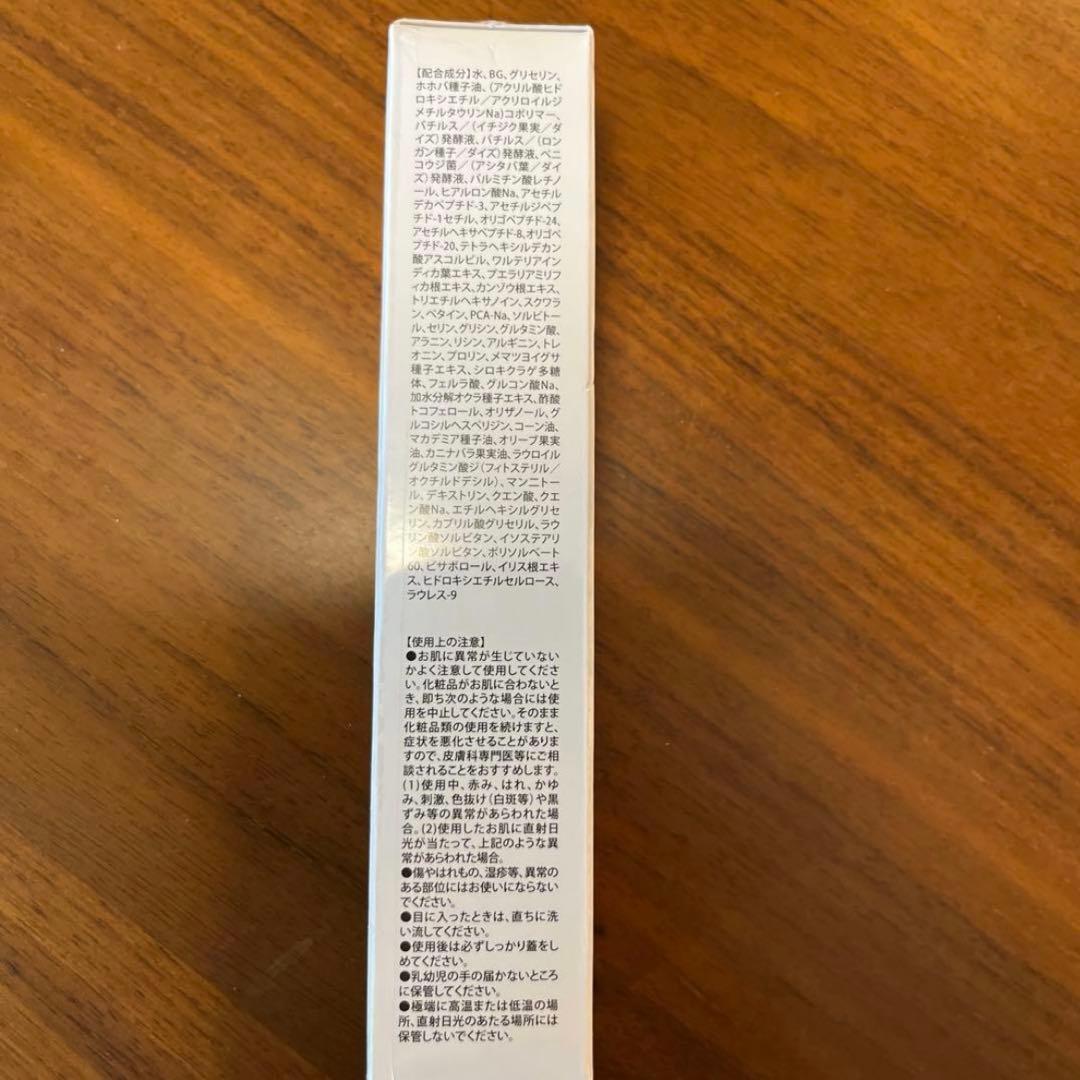 【配合成分】水、BG、グリセリン、
ホホバ種子油、(アクリル酸ヒド
ロキシエチル／アクリロイルジ
メチルタウリンNa)コポリマー、
バチルス／(イチジク果実／ダ
イズ)発酵液、バチルス／(ロン
ガン種子／ダイズ)発酵液、ベニ
コウジ菌／(アシタバ葉／ダイ
ズ)発酵液、パルミチン酸レチノ
ール、ヒアルロン酸Na、アセチル
デカペプチド-3、アセチルジペプ
チド-1セチル、オリゴペプチド-24、
アセチルヘキサペプチド-8、オリゴペ
プチド-20、テトラヘキシルデカン
酸アスコルビル、ワルテリアイン
ディカ葉エキス、プエラリアミリフ
ィカ根エキス、カンゾウ根エキス、
トリエチルヘキサノイン、スクワラ
ン、ベタイン、PCA-Na、ソルビトー
ル、セリン、グリシン、グルタミン酸、
アラニン、リシン、アルギニン、トレ
オニン、プロリン、メマツヨイグサ
種子エキス、シロキクラゲ多糖
体、フェルラ酸、グルコン酸Na、
加水分解オクラ種子エキス、酢酸
トコフェロール、オリザノール、グ
ルコシルヘスペリジン、コーン油、
マカデミア種子油、オリーブ果実
油、カニナバラ果実油、ラウロイル
グルタミン酸ジ(フィトステリル／
オクチルドデシル)、マンニトー
ル、デキストリン、クエン酸、クエ
ン酸Na、エチルヘキシルグリセ
リン、カプリル酸グリセリル、ラウ
リン酸ソルビタン、イソステアリ
ン酸ソルビタン、ポリソルベート
60、ビサボロール、イリス根エキ
ス、ヒドロキシエチルセルロース、
ラウレス-9
【使用上の注意】
●お肌に異常が生じていない
かよく注意して使用してくださ
い。化粧品がお肌に合わないと
き、即ち次のような場合には使
用を中止してください。そのまま
化粧品類の使用を続けますと、
症状を悪化させることがありま
すので、皮膚科専門医等にご相
談されることをおすすめします。
(1)使用中、赤み、はれ、かゆ
み、刺激、色抜け(白斑等)や黒
ずみ等の異常があらわれた場
合。(2)使用したお肌に直射日
光が当たって、上記のような異
常があらわれた場合。
●傷やはれもの、湿疹等、異常の
ある部位にはお使いにならない
でください。
●目に入ったときは、直ちに洗
い流してください。
●使用後は必ずしっかり蓋をし
めてください。
●乳幼児の手の届かないところ
に保管してください。
●極端に高温または低温の場
所、直射日光のあたる場所には
保管しないでください。